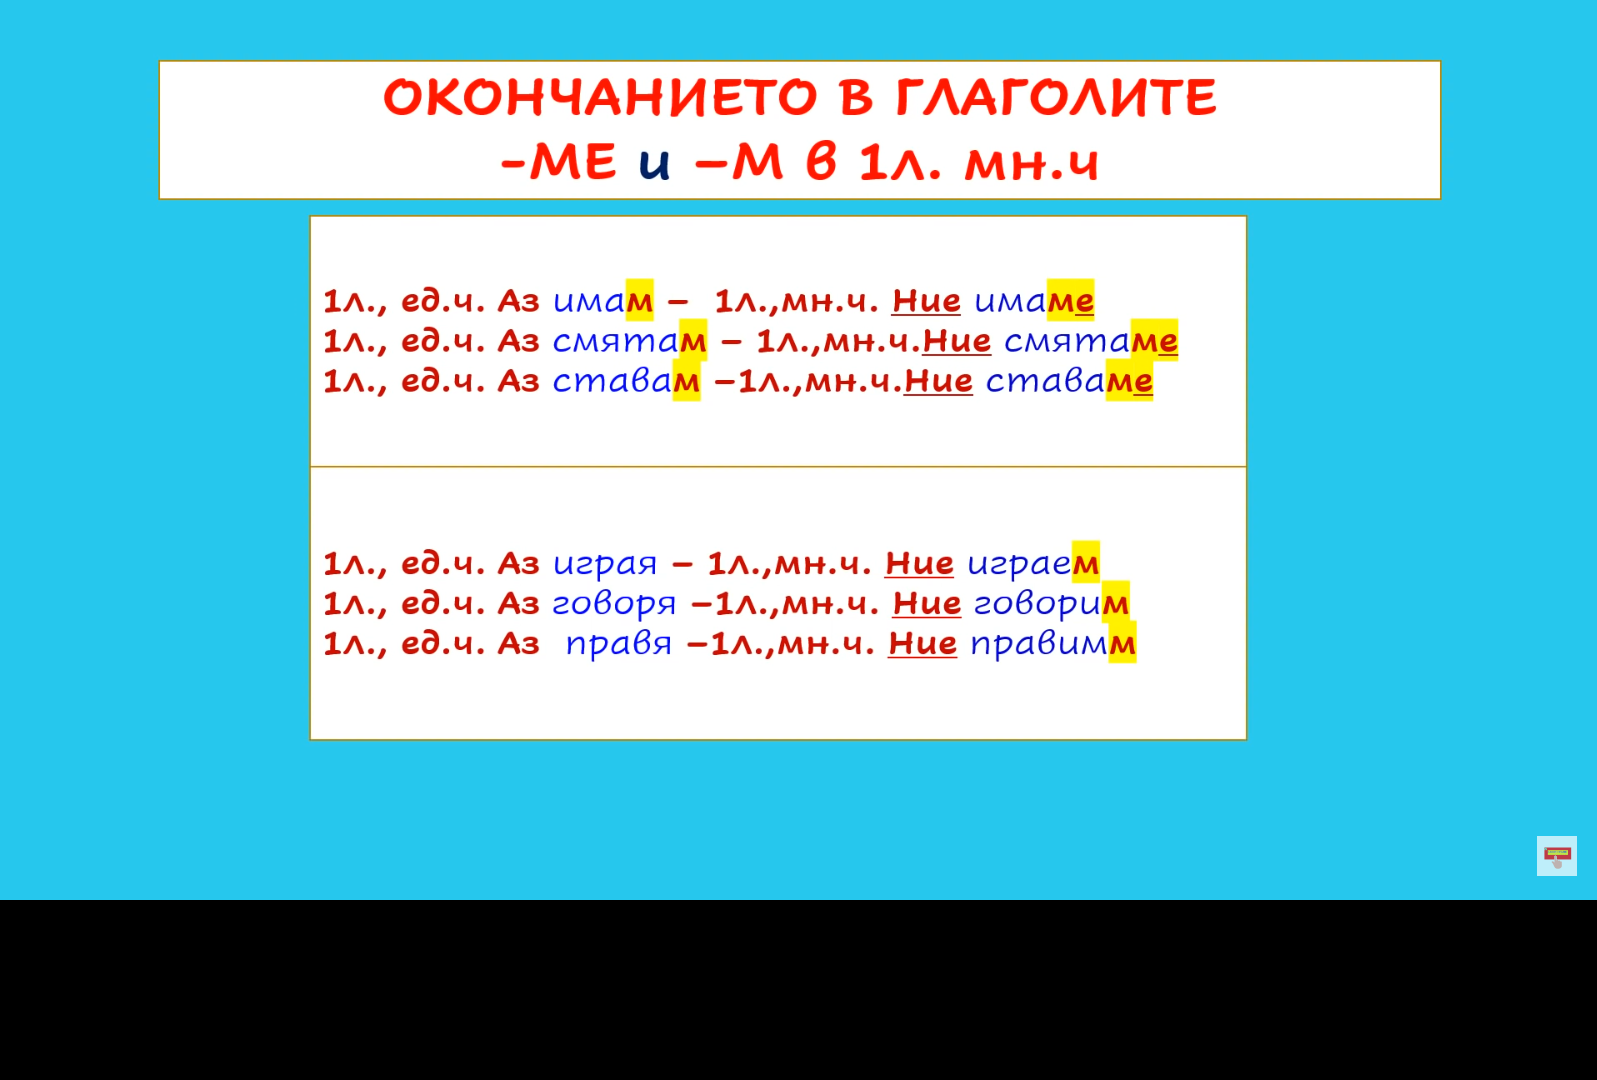 ОКОНЧАНИЕТО В ГЛАГОЛИТЕ
-МЕ и –М в 1л. мн.ч
1л., ед.ч. Аз имам – 1л.,мн.ч. Ние имаме
1л., ед.ч. Аз смятам – 1л.,мн.ч.Ние смятаме
1л., ед.ч. Аз ставам –1л.,мн.ч.Ние ставаме
1л., ед.ч. Аз играя – 1л.,мн.ч. Ние играем
1л., ед.ч. Аз говоря –1л.,мн.ч. Ние говорим
1л., ед.ч. Аз правя –1л.,мн.ч. Ние правимм